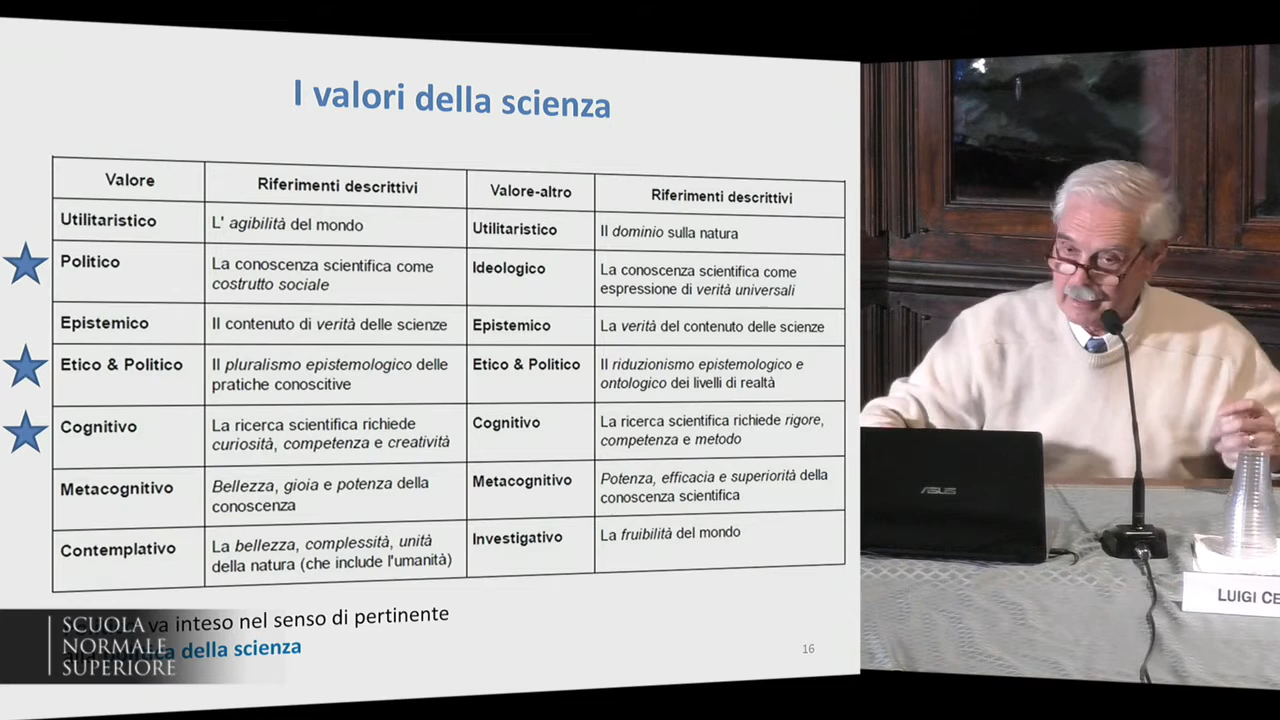 I valori della scienza
Valore Riferimenti descrittivi Valore-altro Riferimenti descrittivi
Utilitaristico L' agibilità del mondo Utilitaristico Il dominio sulla natura
Politico La conoscenza scientifica come Ideologico La conoscenza scientifica come
costrutto sociale espressione di verità universali
Epistemico Il contenuto di verità delle scienze Epistemico La verità del contenuto delle scienze
Etico & Politico Il pluralismo epistemologico delle Etico & Politico Il riduzionismo epistemologico e
pratiche conoscitive ontologico dei livelli di realtà
Cognitivo La ricerca scientifica richiede Cognitivo La ricerca scientifica richiede rigore,
curiosità, competenza e creatività competenza e metodo
Metacognitivo Bellezza, gioia e potenza della Metacognitivo Potenza, efficacia e superiorità della
conoscenza conoscenza scientifica
Contemplativo La bellezza, complessità, unità Investigativo La fruibilità del mondo
della natura (che include l'umanità)
va inteso nel senso di pertinente
della scienza
16
SCUOLA
NORMALE
SUPERIORE
ASUS
LUIGI CE